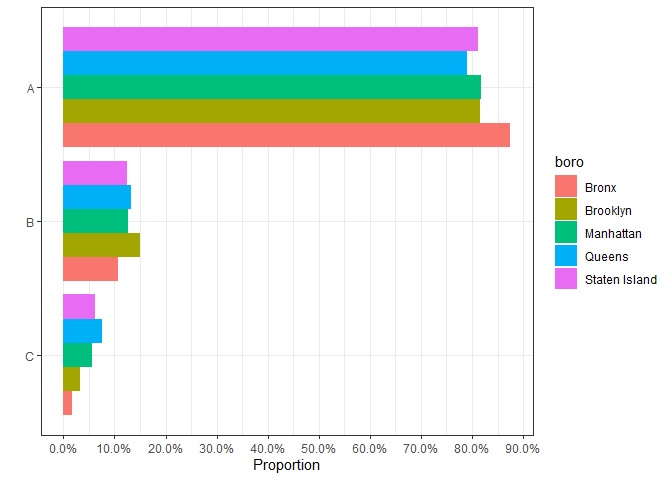 A
B
C
0.0% 10.0% 20.0% 30.0% 40.0% 50.0% 60.0% 70.0% 80.0% 90.0%
Proportion
boro
Bronx
Brooklyn
Manhattan
Queens
Staten Island